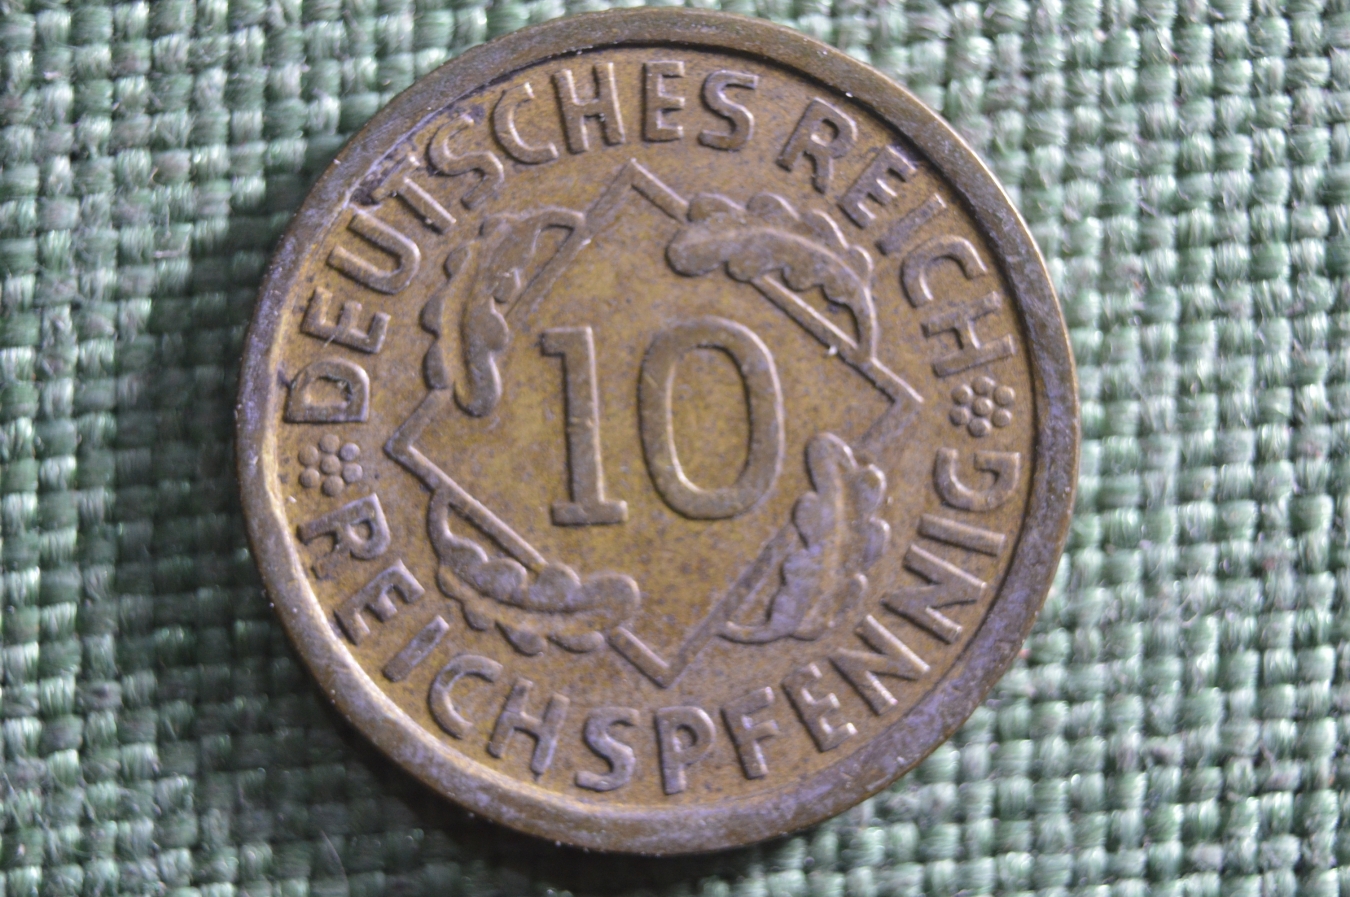 DEUTSCHES REICH
10
REICHSPFENNIG